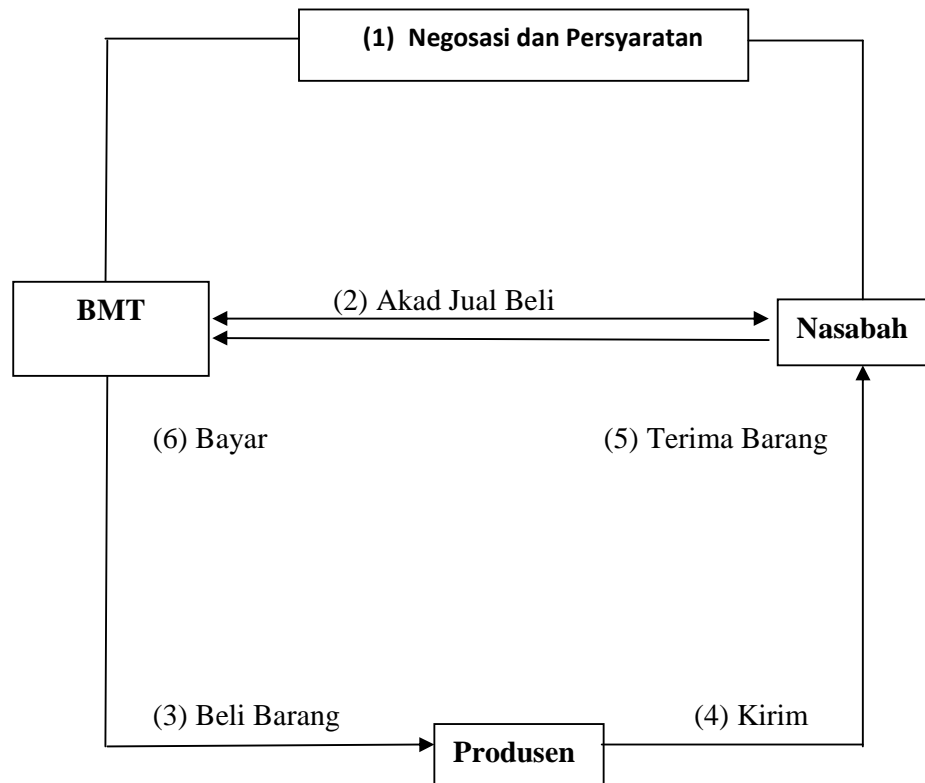 (1) Negosasi dan Persyaratan
BMT
(2) Akad Jual Beli
Nasabah
(6) Bayar
(5) Terima Barang
(3) Beli Barang
(4) Kirim
Produsen